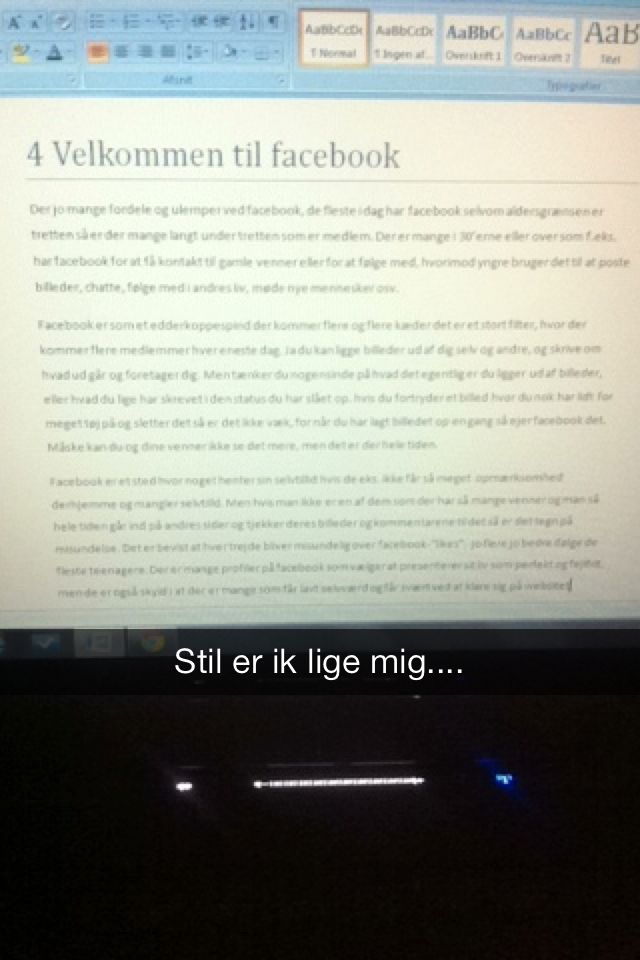 AaBbCcDc AaBbCcDc AaBbC AaBbCc AaB
¶ Normal ¶ Ingen af... Overskrift 1 Overskrift 2 Titel
Afsnit
Typografier
4 Velkommen til facebook
Der jo mange fordele og ulemper ved facebook, de fleste i dag har facebook selvom aldersgrænsen er
tretten så er der mange langt under tretten som er medlem. Der er mange i 30'erne eller over som f.eks.
har facebook for at få kontakt til gamle venner eller for at følge med, hvorimod yngre bruger det til at poste
billeder, chatte, følge med i andres liv, møde nye mennesker osv.
Facebook er som et edderkoppespind der kommer flere og flere kæder det er et stort filter, hvor der
kommer flere medlemmer hver eneste dag. Ja du kan ligge billeder ud af dig selv og andre, og skrive om
hvad ud går og foretager dig. Men tænker du nogensinde på hvad det egentlig er du ligger ud af billeder,
eller hvad du lige har skrevet i den status du har slået op. hvis du fortryder et billed hvor du nok har lidt for
meget tøj på og sletter det så er det ikke væk, for når du har lagt billedet op en gang så ejer facebook det.
Måske kan du og dine venner ikke se det mere, men det er der hele tiden.
Facebook er et sted hvor noget henter sin selvtillid hvis de eks. ikke får så meget opmærksomhed
derhjemme og mangler selvtillid. Men hvis man ikke er en af dem som der har så mange venner og man så
hele tiden går ind på andres sider og tjekker deres billeder og kommentarene til det så er det tegn på
misundelse. Det er bevist at hver trejde bliver misundelig over facebook-"likes", jo flere jo bedre ifølge de
fleste teenagere. Der er mange profiler på facebook som vælger at presenterer sit liv som perfekt og fejlfrit,
men de er også skyld i at der er mange som får lavt selvværd og får svært ved at klare sig på websites
Stil er ik lige mig....